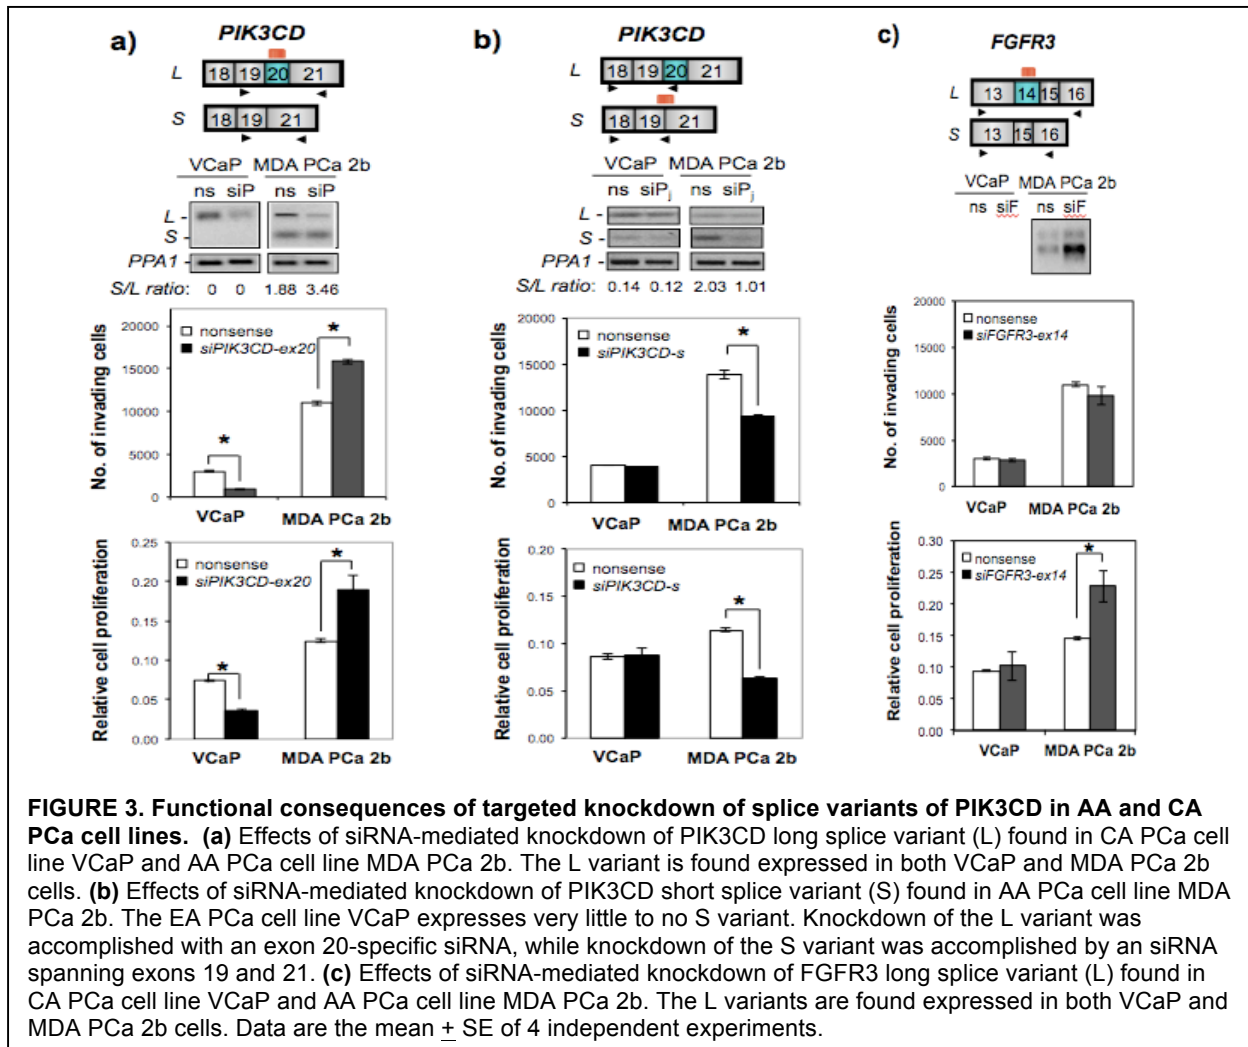 a)
PIK3CD
L 18 19 20 21
S 18 19 21
VCaP MDA PCa 2b
ns siP ns siP
L -
S -
PPA1 -
S/L ratio: 0 0 1.88 3.46
No. of invading cells
20000
15000
10000
5000
0
nonsense
siPIK3CD-ex20
*
*
VCaP MDA PCa 2b
Relative cell proliferation
0.25
0.20
0.15
0.10
0.05
0.00
nonsense
siPIK3CD-ex20
*
*
VCaP MDA PCa 2b
b)
PIK3CD
L 18 19 20 21
S 18 19 21
VCaP MDA PCa 2b
ns siPj ns siPj
L -
S -
PPA1 -
S/L ratio: 0.14 0.12 2.03 1.01
No. of invading cells
20000
15000
10000
5000
0
nonsense
siPIK3CD-s
*
VCaP MDA PCa 2b
Relative cell proliferation
0.20
0.15
0.10
0.05
0.00
nonsense
siPIK3CD-s
*
VCaP MDA PCa 2b
c)
FGFR3
L 13 14 15 16
S 13 15 16
VCaP MDA PCa 2b
ns siF ns siF
No. of invading cells
20000
15000
10000
5000
0
nonsense
siFGFR3-ex14
VCaP MDA PCa 2b
Relative cell proliferation
0.30
0.25
0.20
0.15
0.10
0.05
0.00
nonsense
siFGFR3-ex14
*
VCaP MDA PCa 2b
FIGURE 3. Functional consequences of targeted knockdown of splice variants of PIK3CD in AA and CA
PCa cell lines. (a) Effects of siRNA-mediated knockdown of PIK3CD long splice variant (L) found in CA PCa cell
line VCaP and AA PCa cell line MDA PCa 2b. The L variant is found expressed in both VCaP and MDA PCa 2b
cells. (b) Effects of siRNA-mediated knockdown of PIK3CD short splice variant (S) found in AA PCa cell line MDA
PCa 2b. The EA PCa cell line VCaP expresses very little to no S variant. Knockdown of the L variant was
accomplished with an exon 20-specific siRNA, while knockdown of the S variant was accomplished by an siRNA
spanning exons 19 and 21. (c) Effects of siRNA-mediated knockdown of FGFR3 long splice variant (L) found in
CA PCa cell line VCaP and AA PCa cell line MDA PCa 2b. The L variants are found expressed in both VCaP and
MDA PCa 2b cells. Data are the mean + SE of 4 independent experiments.